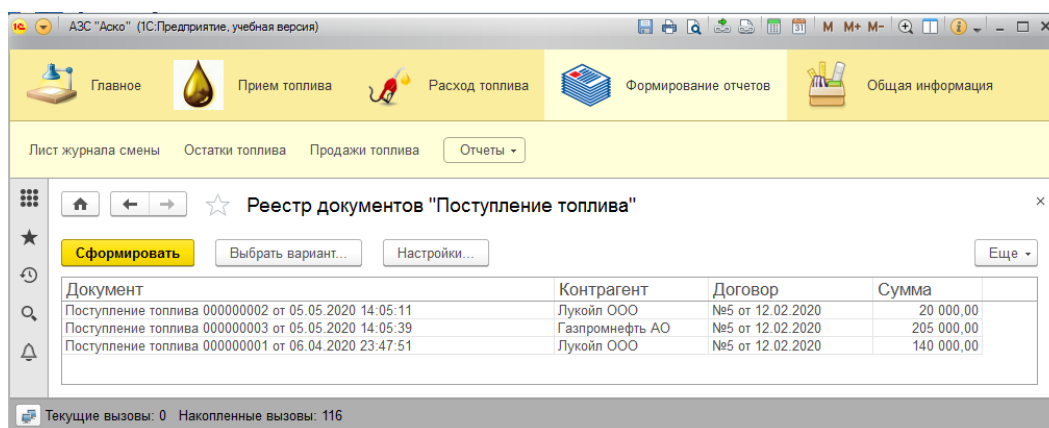 АЗС "Аско" (1С:Предприятие, учебная версия)
31 M M+ M-
Главное Прием топлива Расход топлива Формирование отчетов Общая информация
Лист журнала смены Остатки топлива Продажи топлива Отчеты
Реестр документов "Поступление топлива"
Сформировать Выбрать вариант... Настройки... Еще
Документ Контрагент Договор Сумма
Поступление топлива 000000002 от 05.05.2020 14:05:11 Лукойл ООО №5 от 12.02.2020 20 000,00
Поступление топлива 000000003 от 05.05.2020 14:05:39 Газпромнефть АО №5 от 12.02.2020 205 000,00
Поступление топлива 000000001 от 06.04.2020 23:47:51 Лукойл ООО №5 от 12.02.2020 140 000,00
Текущие вызовы: 0 Накопленные вызовы: 116